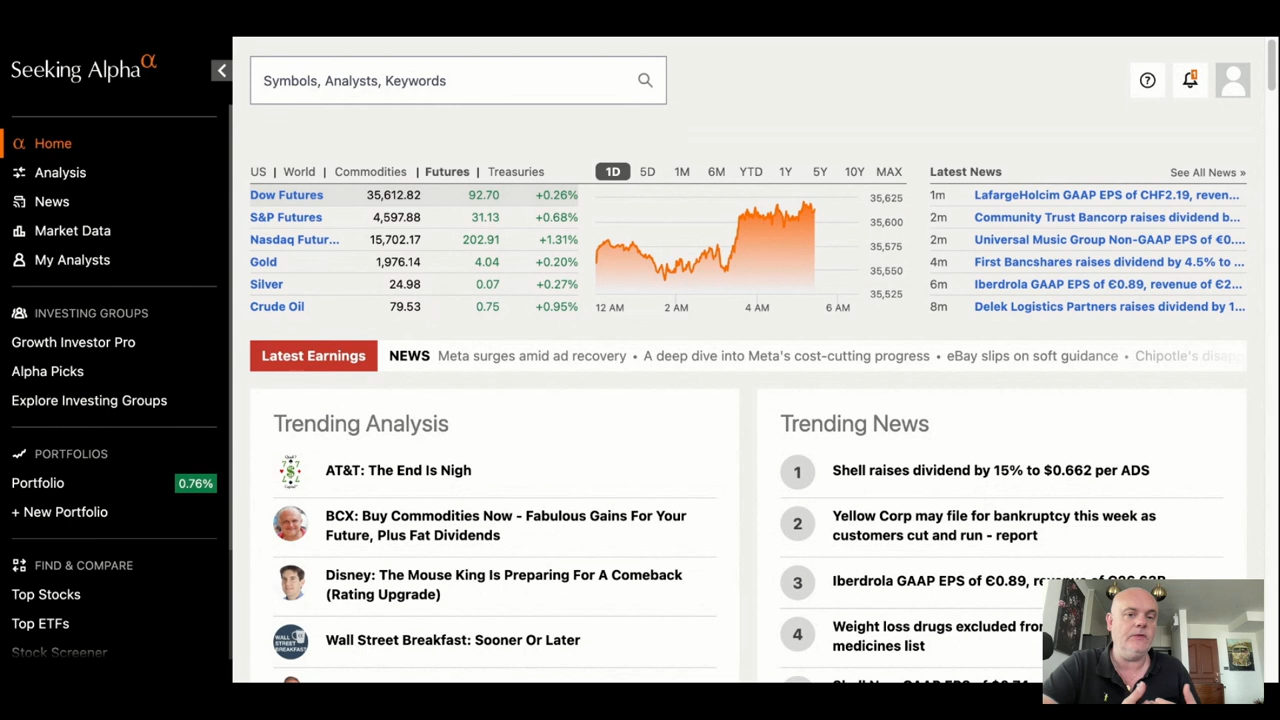 Seeking Alpha α
Home
Analysis
News
Market Data
My Analysts
INVESTING GROUPS
Growth Investor Pro
Alpha Picks
Explore Investing Groups
PORTFOLIOS
Portfolio 0.76%
+ New Portfolio
FIND & COMPARE
Top Stocks
Top ETFs
Stock Screener
Symbols, Analysts, Keywords
1
US | World | Commodities | Futures | Treasuries
Dow Futures 35,612.82 92.70 +0.26%
S&P Futures 4,597.88 31.13 +0.68%
Nasdaq Futur... 15,702.17 202.91 +1.31%
Gold 1,976.14 4.04 +0.20%
Silver 24.98 0.07 +0.27%
Crude Oil 79.53 0.75 +0.95%
1D 5D 1M 6M YTD 1Y 5Y 10Y MAX
35,625
35,600
35,575
35,550
35,525
12 AM 2 AM 4 AM 6 AM
Latest News See All News »
1m LafargeHolcim GAAP EPS of CHF2.19, reven...
2m Community Trust Bancorp raises dividend b...
2m Universal Music Group Non-GAAP EPS of €0....
4m First Bancshares raises dividend by 4.5% to ...
6m Iberdrola GAAP EPS of €0.89, revenue of €2...
8m Delek Logistics Partners raises dividend by 1...
Latest Earnings NEWS Meta surges amid ad recovery • A deep dive into Meta's cost-cutting progress • eBay slips on soft guidance • Chipotle's
Trending Analysis
AT&T: The End Is Nigh
BCX: Buy Commodities Now - Fabulous Gains For Your
Future, Plus Fat Dividends
Disney: The Mouse King Is Preparing For A Comeback
(Rating Upgrade)
WALL STREET BREAKFAST
Wall Street Breakfast: Sooner Or Later
Trending News
1 Shell raises dividend by 15% to $0.662 per ADS
2 Yellow Corp may file for bankruptcy this week as
customers cut and run - report
3 Iberdrola GAAP EPS of €0.89,
4 Weight loss drugs excluded from
medicines list